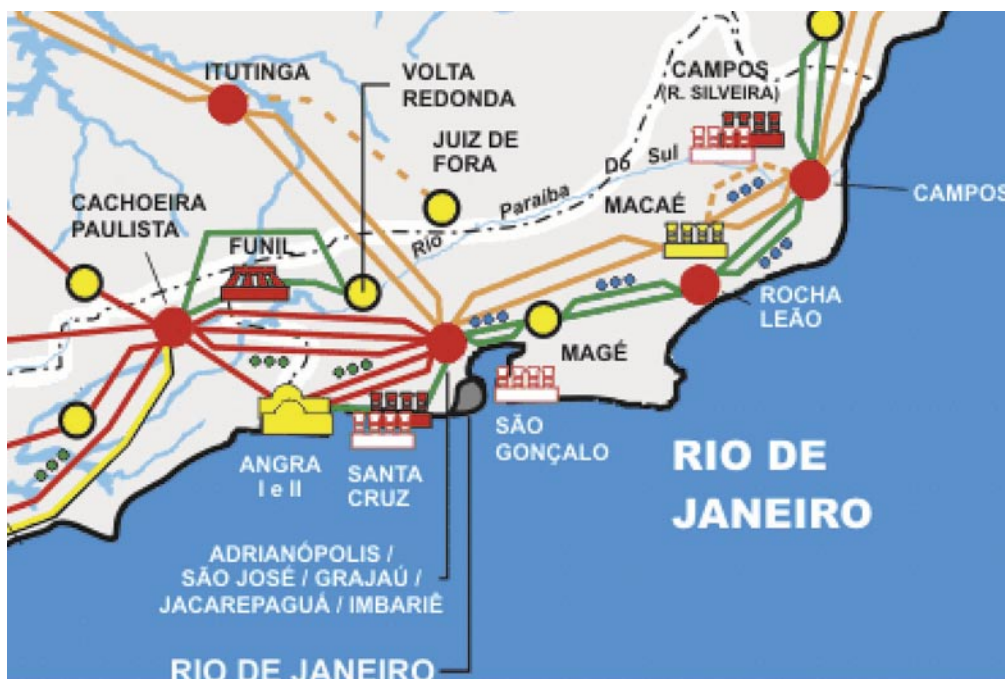 ITUTINGA
VOLTA
REDONDA
JUIZ DE
FORA
CAMPOS
(R. SILVEIRA)
Rio Paraiba Do Sul
CACHOEIRA
PAULISTA
FUNIL
MACAÉ
CAMPOS
ROCHA
LEÃO
MAGÉ
ANGRA
I e II
SANTA
CRUZ
SÃO
GONÇALO
RIO DE
JANEIRO
ADRIANÓPOLIS /
SÃO JOSÉ / GRAJAÚ /
JACAREPAGUÁ / IMBARIÊ
RIO DE JANEIRO